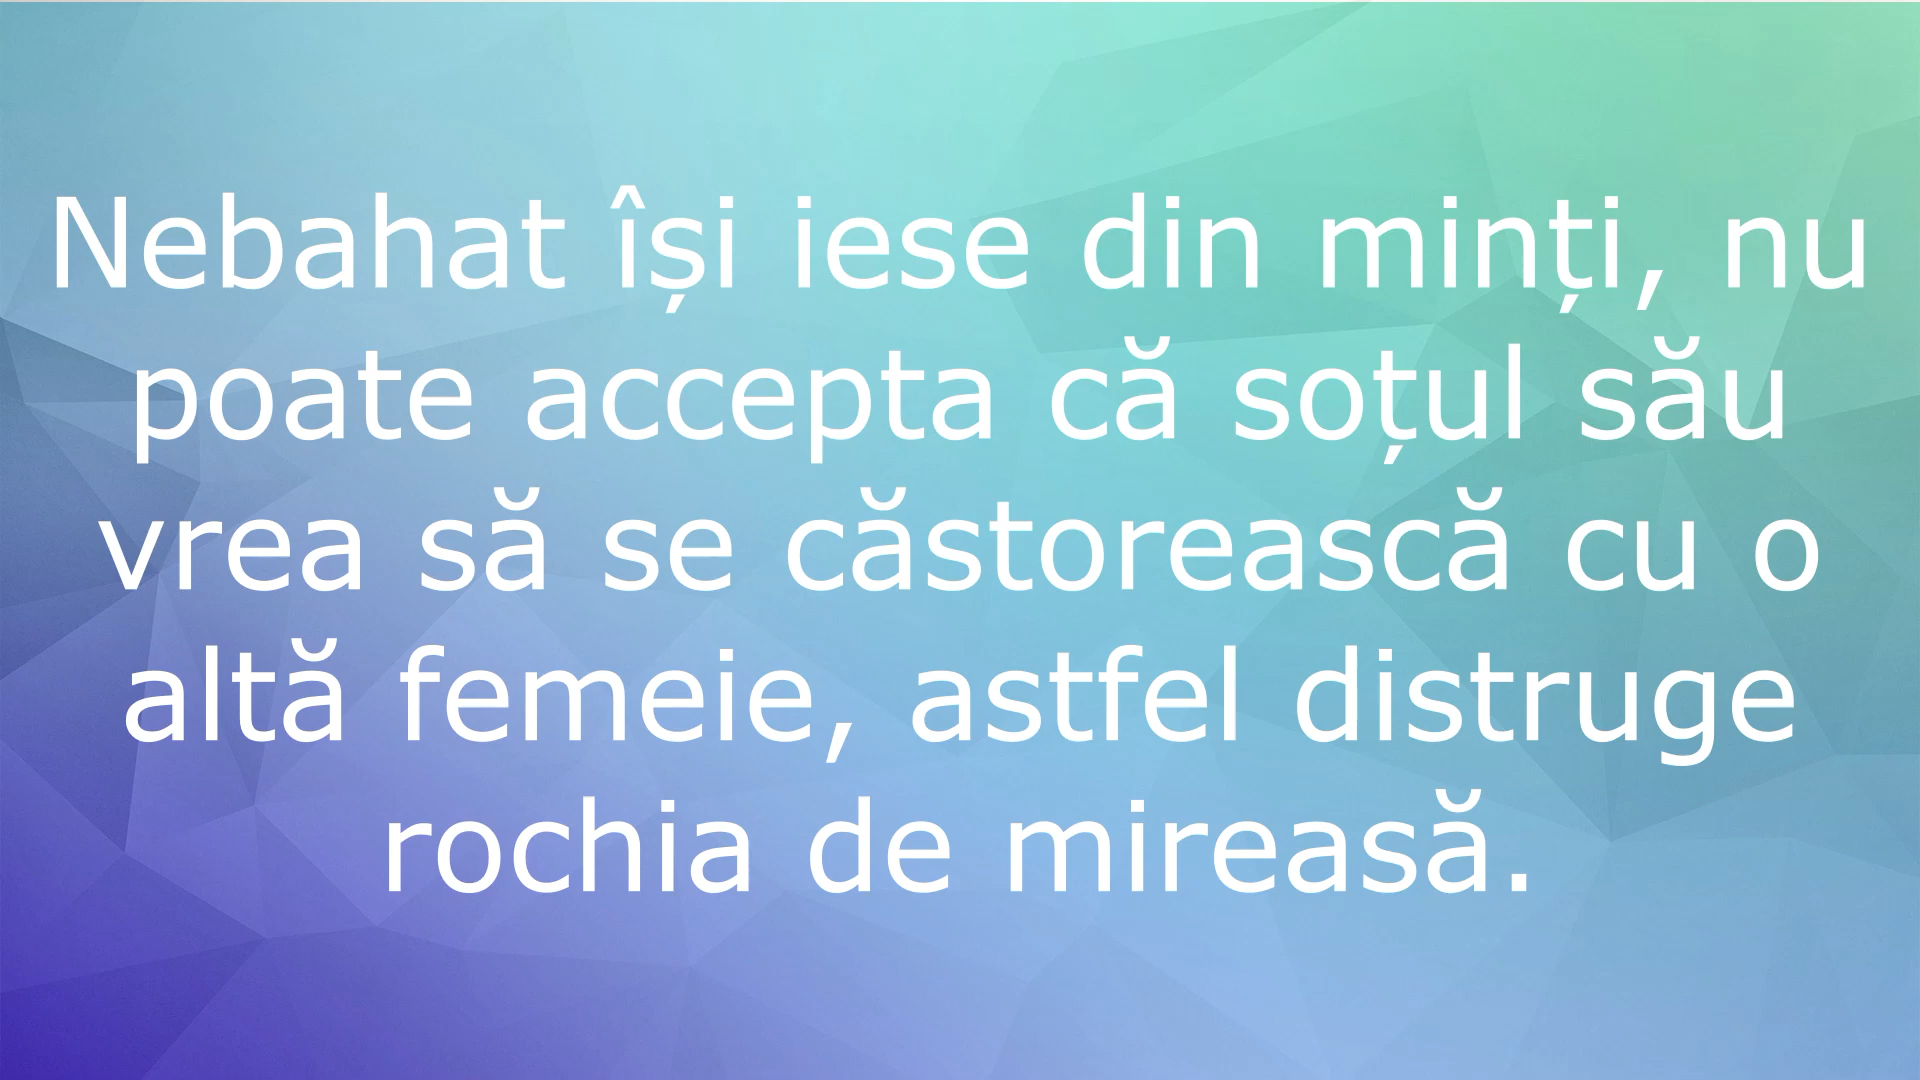 Nebahat își iese din minți, nu
poate accepta că soțul său
vrea să se căstorească cu o
altă femeie, astfel distruge
rochia de mireasă.